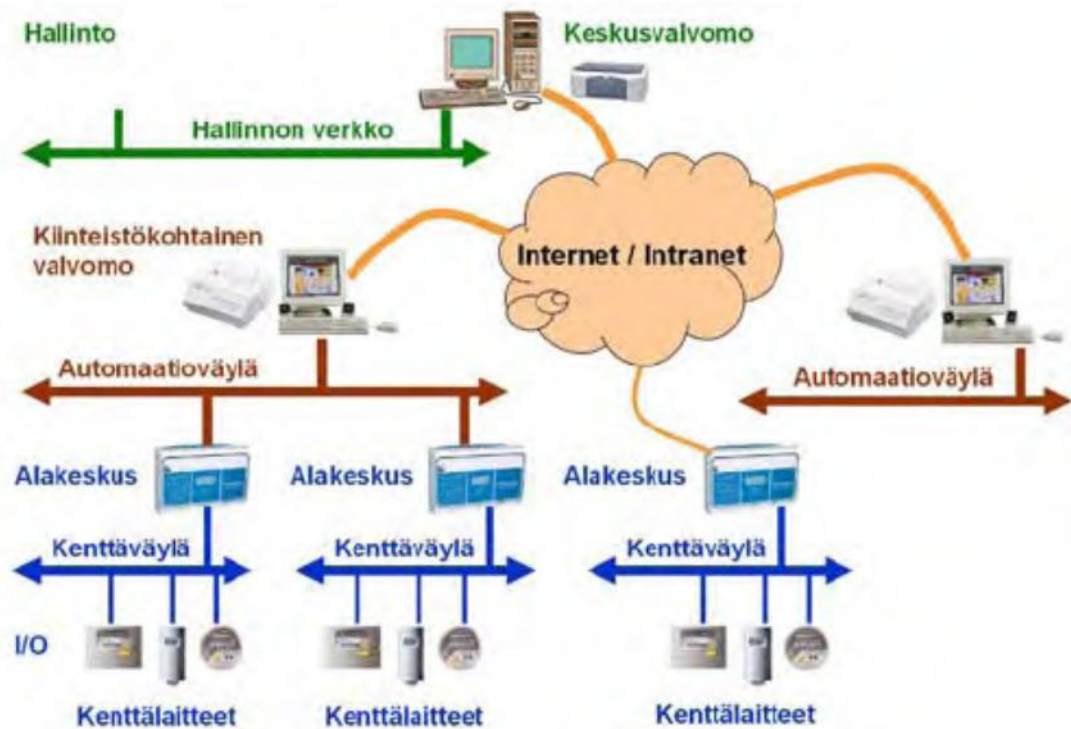 Hallinto
Keskusvalvomo
Hallinnon verkko
Kiinteistökohtainen
valvomo
Internet / Intranet
Automaatioväylä
Automaatioväylä
Alakeskus
Alakeskus
Alakeskus
Kenttäväylä
Kenttäväylä
Kenttäväylä
I/O
Kenttälaitteet
Kenttälaitteet
Kenttälaitteet